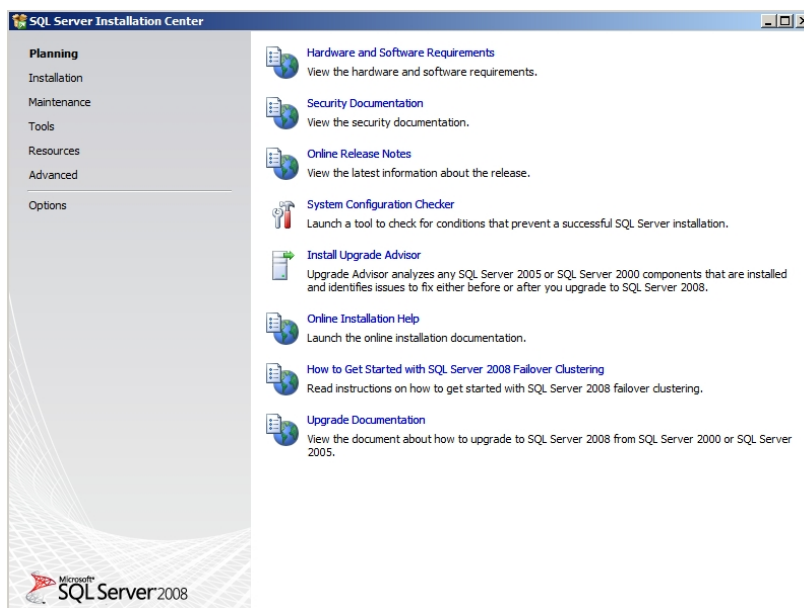 SQL Server Installation Center
Planning
Installation
Maintenance
Tools
Resources
Advanced
Options
Hardware and Software Requirements
View the hardware and software requirements.
Security Documentation
View the security documentation.
Online Release Notes
View the latest information about the release.
System Configuration Checker
Launch a tool to check for conditions that prevent a successful SQL Server installation.
Install Upgrade Advisor
Upgrade Advisor analyzes any SQL Server 2005 or SQL Server 2000 components that are installed
and identifies issues to fix either before or after you upgrade to SQL Server 2008.
Online Installation Help
Launch the online installation documentation.
How to Get Started with SQL Server 2008 Failover Clustering
Read instructions on how to get started with SQL Server 2008 failover clustering.
Upgrade Documentation
View the document about how to upgrade to SQL Server 2008 from SQL Server 2000 or SQL Server
2005.
Microsoft®
SQL Server 2008